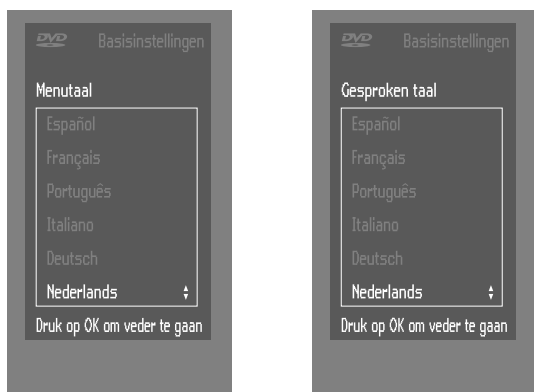 DVD Basisinstellingen
Menutaal
Español
Français
Português
Italiano
Deutsch
Nederlands
Druk op OK om veder te gaan
DVD Basisinstellingen
Gesproken taal
Español
Français
Português
Italiano
Deutsch
Nederlands
Druk op OK om veder te gaan